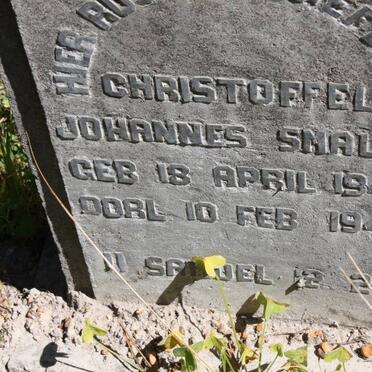 HIER
CHRISTOFFEL
JOHANNES SMAL
GEB 18 APRIL 19
OORL 10 FEB 19
SAMUEL 12